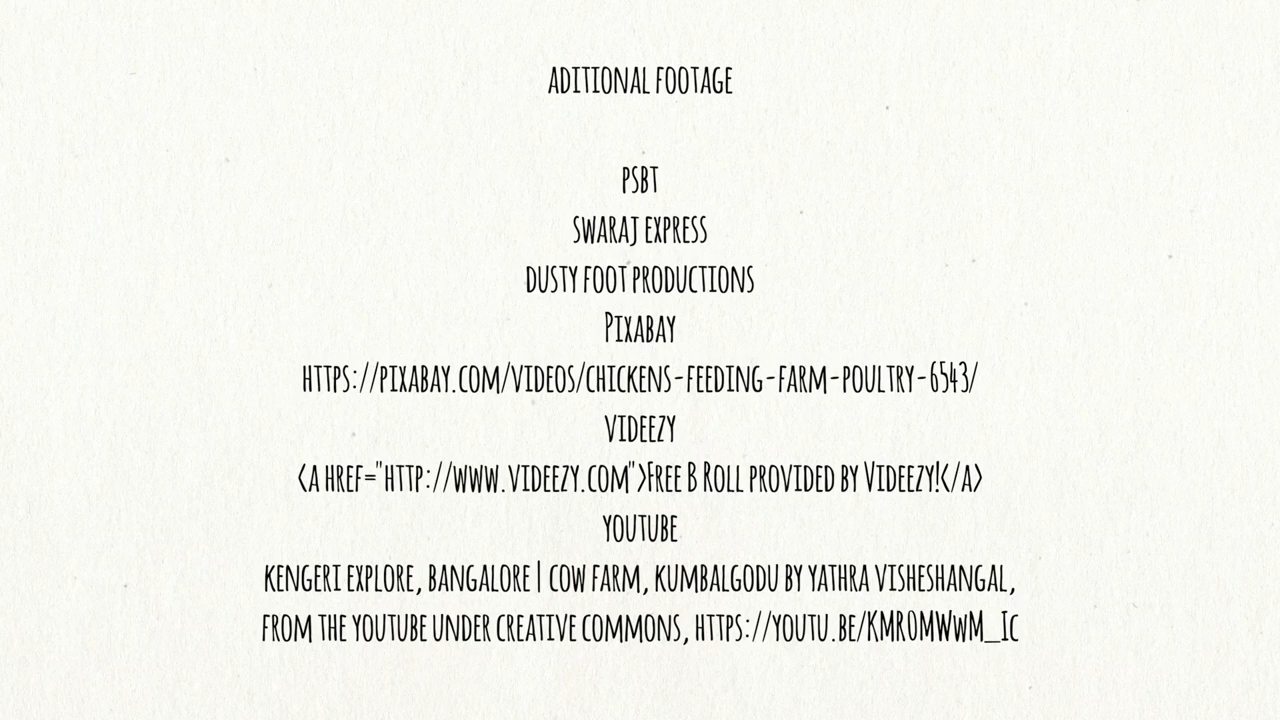 ADITIONAL FOOTAGE
PSBT
SWARAJ EXPRESS
DUSTY FOOT PRODUCTIONS
PIXABAY
HTTPS://PIXABAY.COM/VIDEOS/CHICKENS-FEEDING-FARM-POULTRY-6543/
VIDEEZY
<A HREF="HTTP://WWW.VIDEEZY.COM">FREE B ROLL PROVIDED BY VIDEEZY!</A>
YOUTUBE
KENGERI EXPLORE, BANGALORE | COW FARM, KUMBALGODU BY YATHRA VISHESHANGAL,
FROM THE YOUTUBE UNDER CREATIVE COMMONS, HTTPS://YOUTU.BE/KMROMWWM_IC